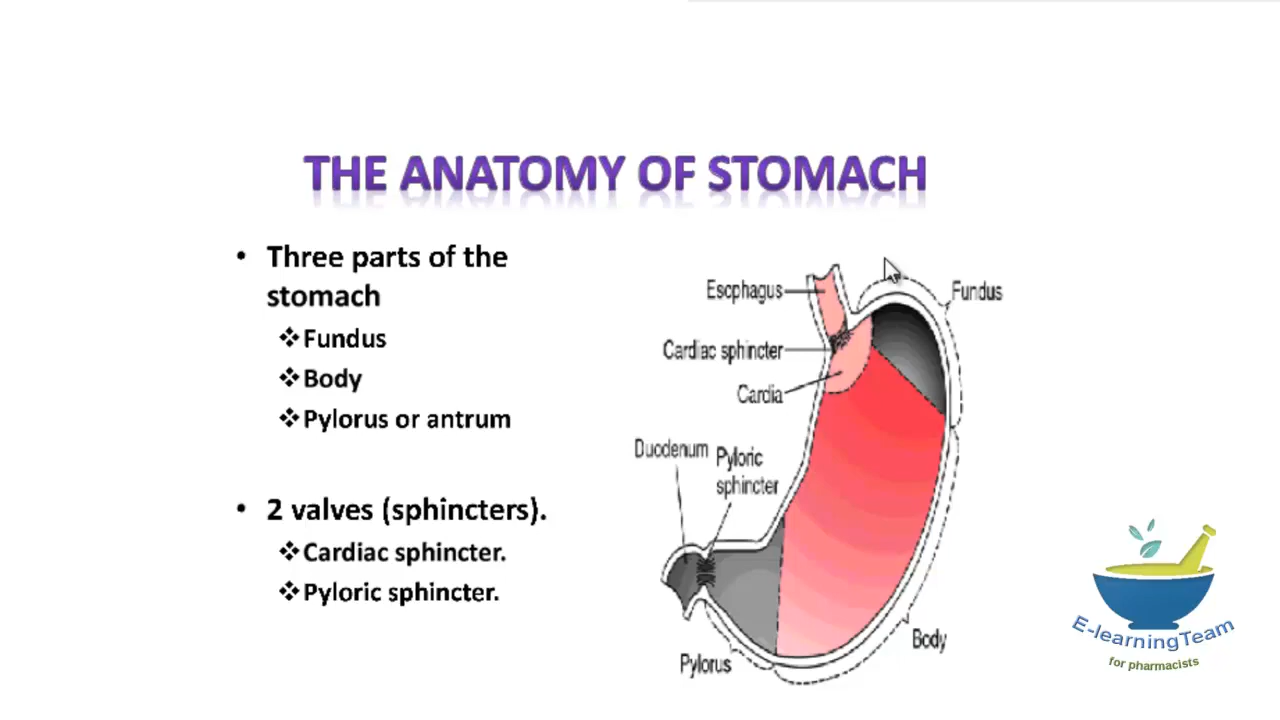 THE ANATOMY OF STOMACH
• Three parts of the
stomach
❖Fundus
❖Body
❖Pylorus or antrum
• 2 valves (sphincters).
❖Cardiac sphincter.
❖Pyloric sphincter.
Esophagus
Fundus
Cardiac sphincter
Cardia
Duodenum
Pyloric
sphincter
Body
Pylorus
E-learningTeam
for pharmacists